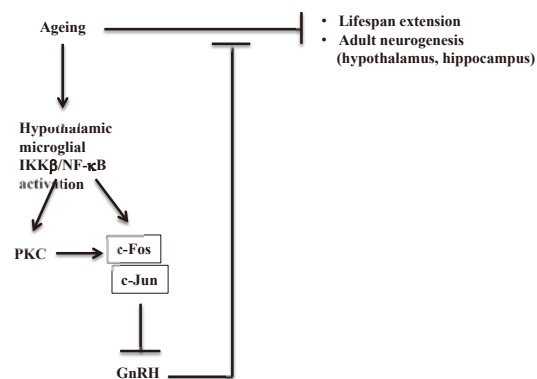 Ageing
• Lifespan extension
• Adult neurogenesis
(hypothalamus, hippocampus)
Hypothalamic
microglial
IKKβ/NF-κB
activation
PKC
c-Fos
c-Jun
GnRH